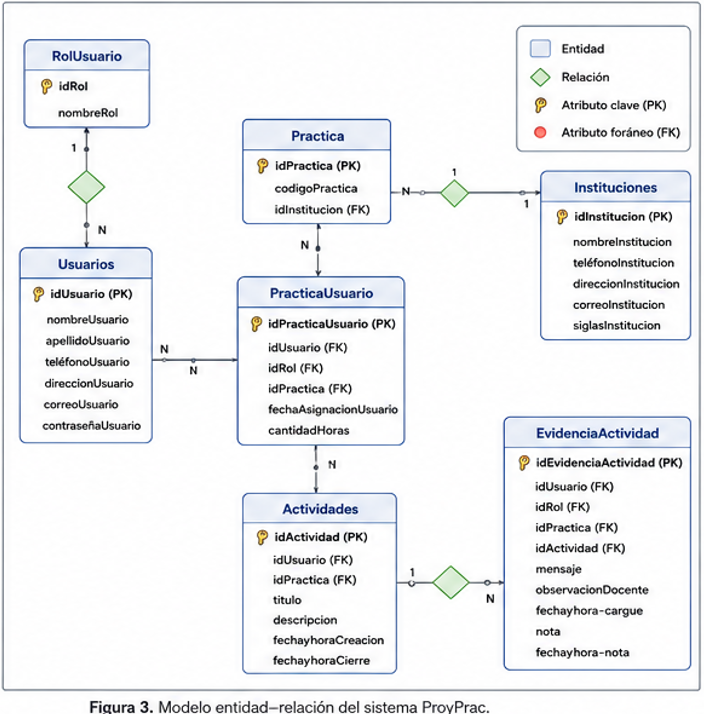 RolUsuario
idRol
nombreRol
Entidad
Relación
Atributo clave (PK)
Atributo foráneo (FK)
1
N
Practica
idPractica (PK)
codigoPractica
idInstitucion (FK)
N
1
1
Instituciones
idInstitucion (PK)
nombreInstitucion
teléfonoInstitucion
direccionInstitucion
correoInstitucion
siglasInstitucion
Usuarios
idUsuario (PK)
nombreUsuario
apellidoUsuario
teléfonoUsuario
direccionUsuario
correoUsuario
contraseñaUsuario
N
N
N
PracticaUsuario
idPracticaUsuario (PK)
idUsuario (FK)
idRol (FK)
idPractica (FK)
fechaAsignacionUsuario
cantidadHoras
N
Actividades
idActividad (PK)
idUsuario (FK)
idPractica (FK)
titulo
descripcion
fechayhoraCreacion
fechayhoraCierre
1
N
EvidenciaActividad
idEvidenciaActividad (PK)
idUsuario (FK)
idRol (FK)
idPractica (FK)
idActividad (FK)
mensaje
observacionDocente
fechayhora-cargue
nota
fechayhora-nota
Figura 3. Modelo entidad–relación del sistema ProyPrac.